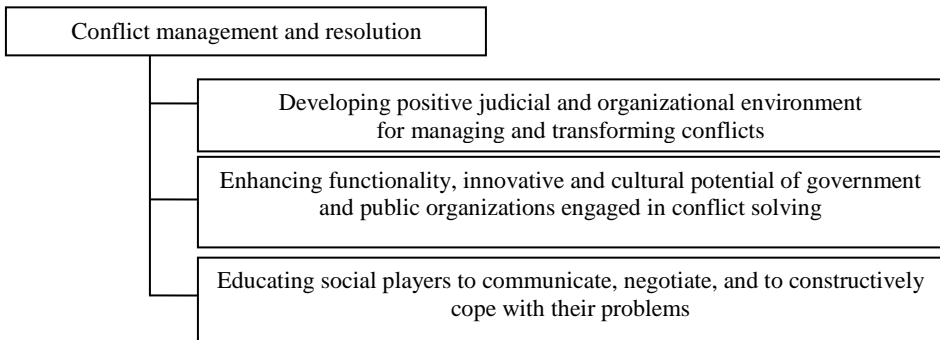 Conflict management and resolution
Developing positive judicial and organizational environment
for managing and transforming conflicts
Enhancing functionality, innovative and cultural potential of government
and public organizations engaged in conflict solving
Educating social players to communicate, negotiate, and to constructively
cope with their problems